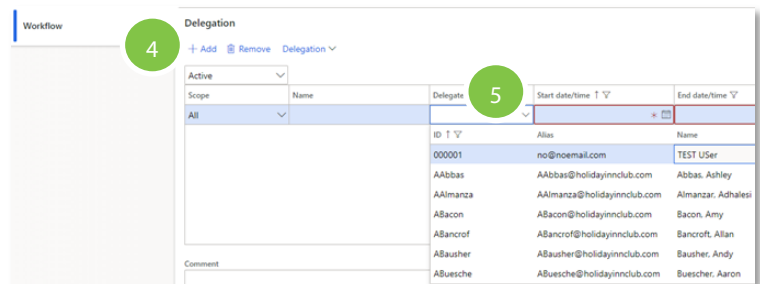 Workflow
Delegation
4
+ Add Remove Delegation
Active
Scope Name Delegate 5 Start date/time ↑ End date/time
All *
ID ↑ Alias Name
000001 no@noemail.com TEST USer
AAbbas AAbbas@holidayinnclub.com Abbas, Ashley
AAlmanza AAlmanza@holidayinnclub.com Almanzar, Adhalesi
ABacon ABacon@holidayinnclub.com Bacon, Amy
ABancrof ABancrof@holidayinnclub.com Bancroft, Allan
ABausher ABausher@holidayinnclub.com Bausher, Andy
ABuesche ABuesche@holidayinnclub.com Buescher, Aaron
Comment